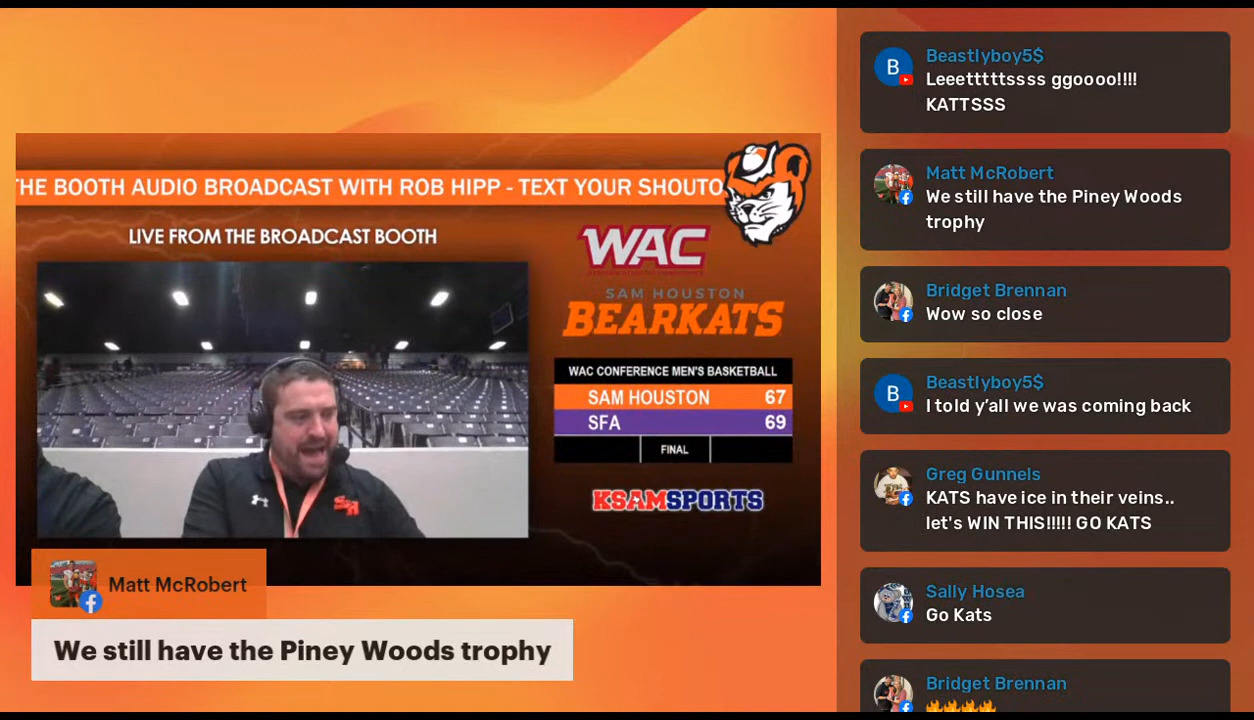 THE BOOTH AUDIO BROADCAST WITH ROB HIPP - TEXT YOUR SHOUTO
LIVE FROM THE BROADCAST BOOTH
WAC
SAM HOUSTON
BEARKATS
WAC CONFERENCE MEN'S BASKETBALL
SAM HOUSTON 67
SFA 69
FINAL
KSAMSPORTS
SH
Matt McRobert
We still have the Piney Woods trophy
B
Beastlyboy5$
Leeetttttssss ggoooo!!!!
KATTSSS
Matt McRobert
We still have the Piney Woods
trophy
Bridget Brennan
Wow so close
B
Beastlyboy5$
I told y'all we was coming back
Greg Gunnels
KATS have ice in their veins..
let's WIN THIS!!!!! GO KATS
Sally Hosea
Go Kats
Bridget Brennan
🔥🔥🔥🔥